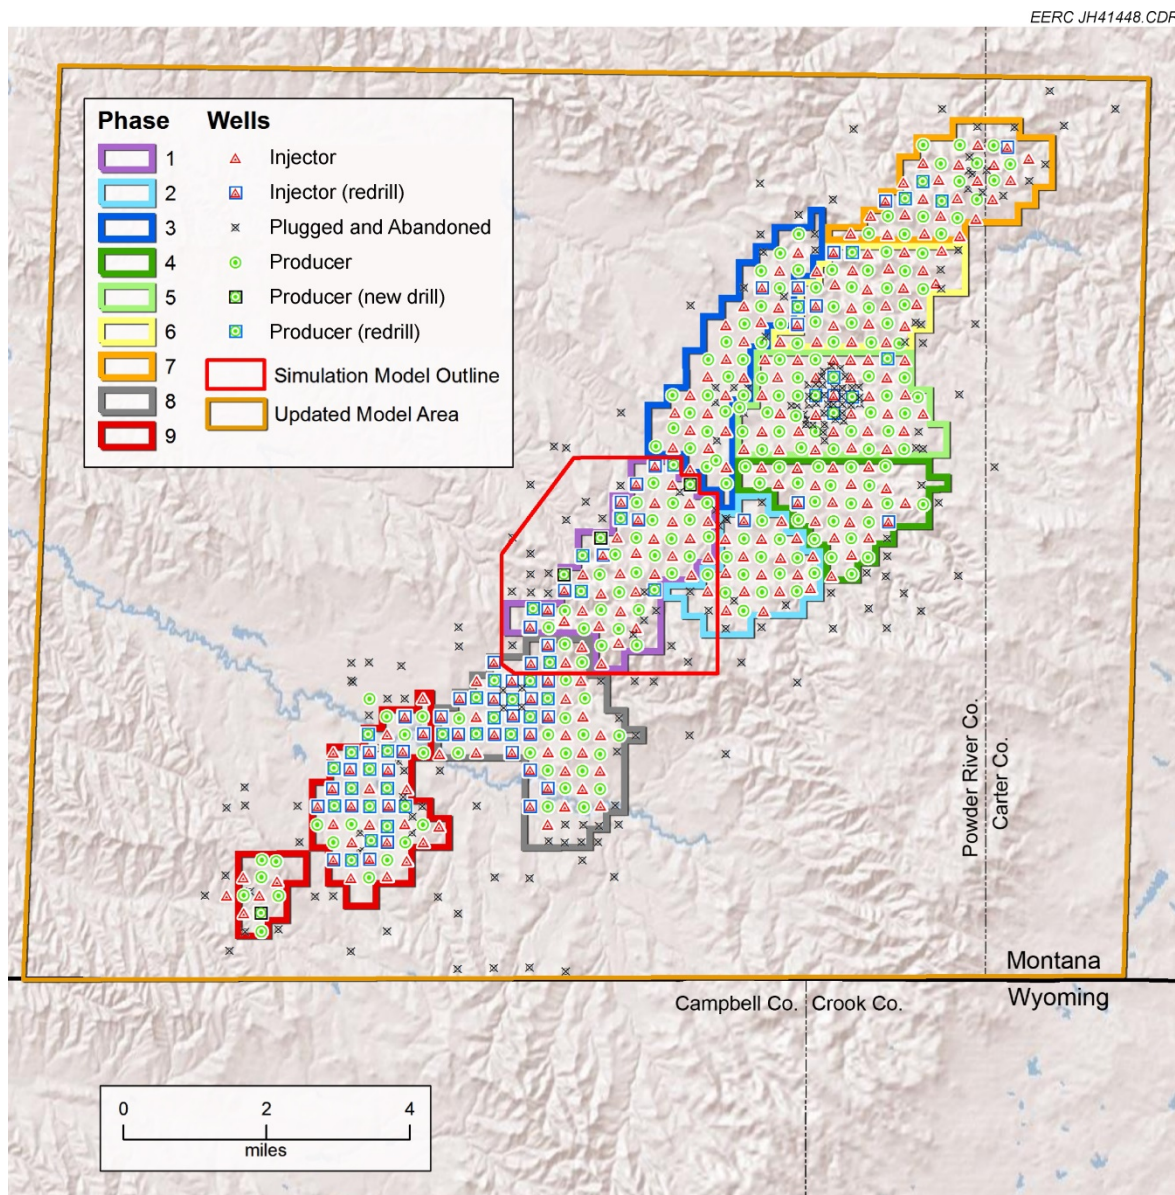 EERC JH41448.CDR
Phase Wells
1 Injector
2 Injector (redrill)
3 Plugged and Abandoned
4 Producer
5 Producer (new drill)
6 Producer (redrill)
7 Simulation Model Outline
8 Updated Model Area
9
Powder River Co.
Carter Co.
Montana
Wyoming
Campbell Co. Crook Co.
0 2 4
miles